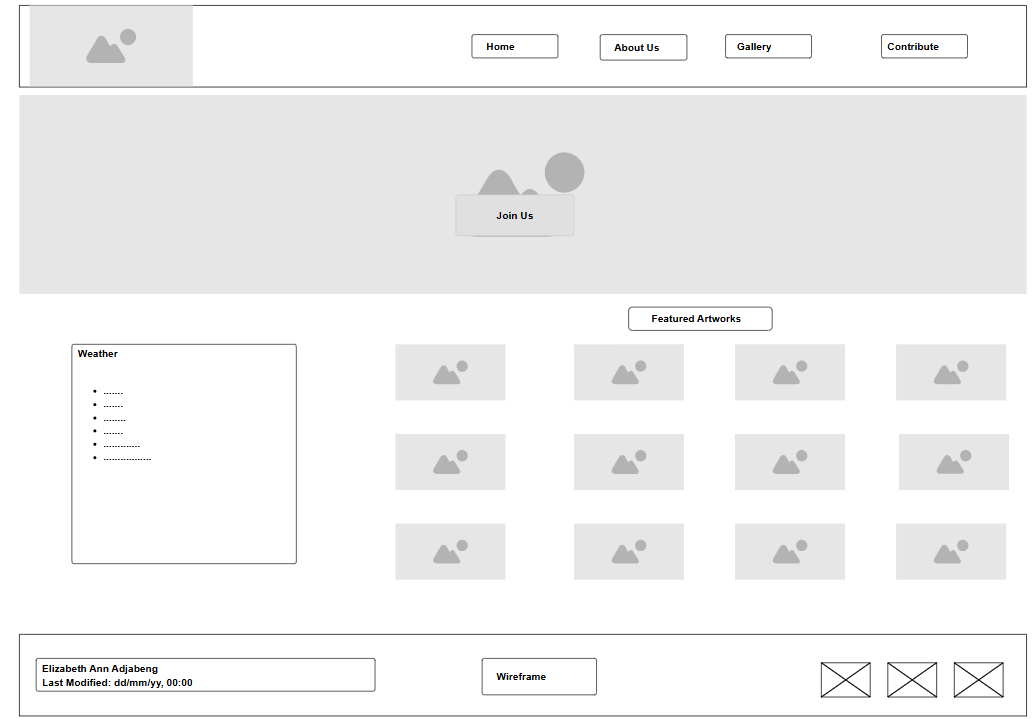 Home
About Us
Gallery
Contribute
Join Us
Featured Artworks
Weather
• .......
• .......
• ........
• .......
• .............
• .................
Elizabeth Ann Adjabeng
Last Modified: dd/mm/yy, 00:00
Wireframe